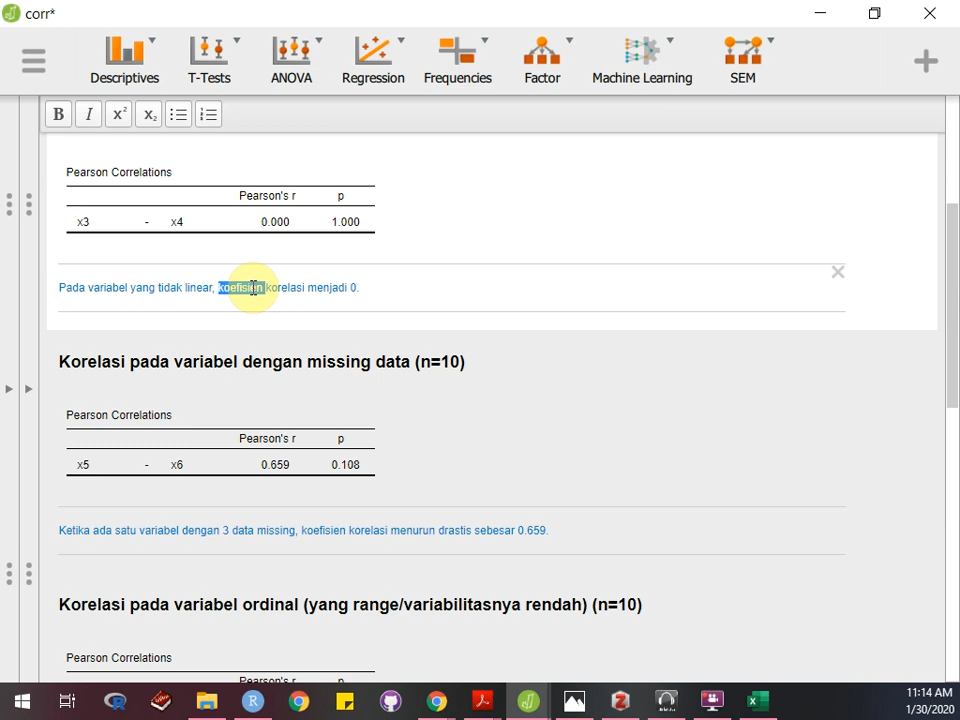 corr*
Descriptives
T-Tests
ANOVA
Regression
Frequencies
Factor
Machine Learning
SEM
B I x² x₂
Pearson Correlations
Pearson's r p
x3 - x4 0.000 1.000
Pada variabel yang tidak linear, koefisien korelasi menjadi 0.
Korelasi pada variabel dengan missing data (n=10)
Pearson Correlations
Pearson's r p
x5 - x6 0.659 0.108
Ketika ada satu variabel dengan 3 data missing, koefisien korelasi menurun drastis sebesar 0.659.
Korelasi pada variabel ordinal (yang range/variabilitasnya rendah) (n=10)
Pearson Correlations
Pearson's r p
11:14 AM
1/30/2020